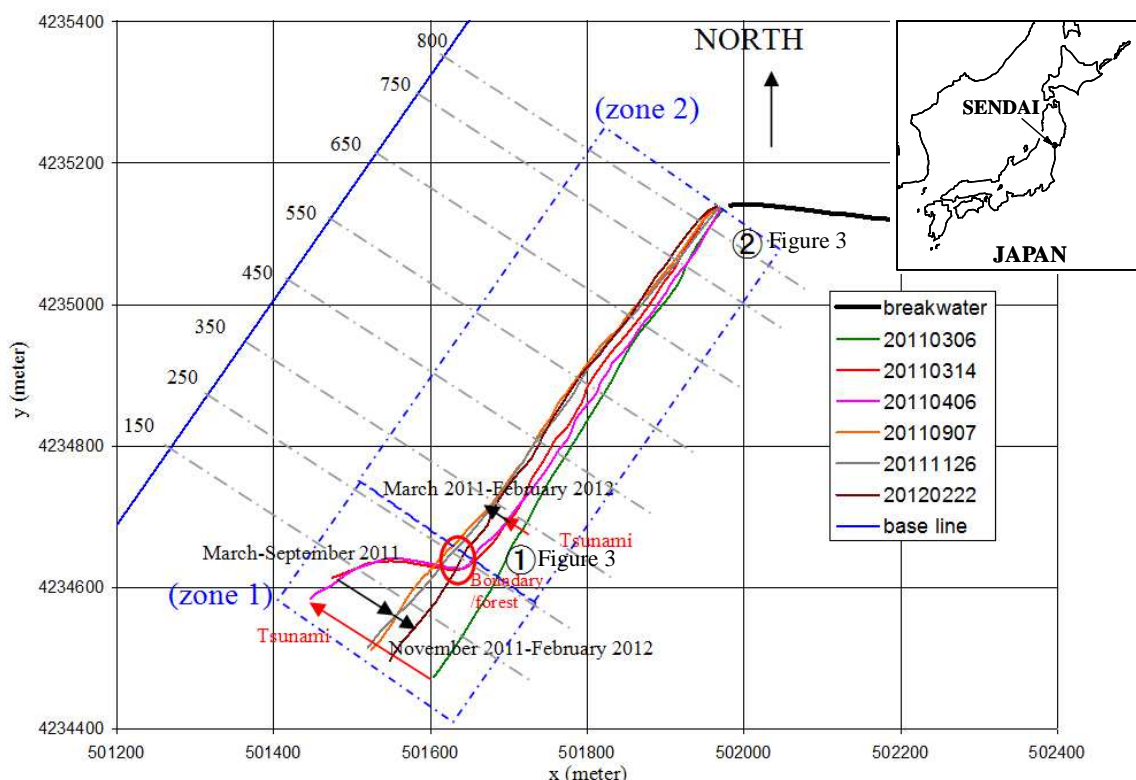 4235400
4235200
4235000
4234800
4234600
4234400
y (meter)
501200
501400
501600
501800
502000
502200
502400
x (meter)
800
750
650
550
450
350
250
150
NORTH
(zone 2)
② Figure 3
SENDAI
JAPAN
breakwater
20110306
20110314
20110406
20110907
20111126
20120222
base line
March 2011-February 2012
Tsunami
March-September 2011
① Figure 3
Boundary
/forest
(zone 1)
Tsunami
November 2011-February 2012